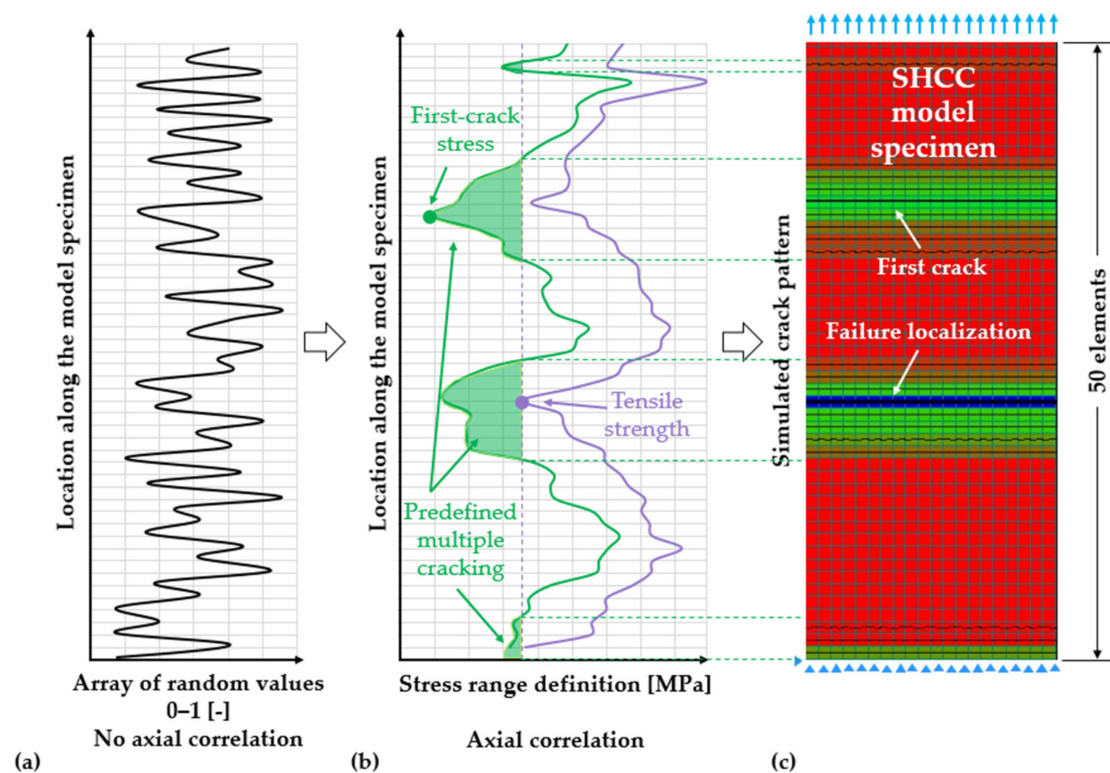 Location along the model specimen
Array of random values
0–1 [-]
No axial correlation
(a)
Location along the model specimen
First-crack
stress
Tensile
strength
Predefined
multiple
cracking
Stress range definition [MPa]
Axial correlation
(b)
Simulated crack pattern
SHCC
model
specimen
First crack
Failure localization
50 elements
(c)